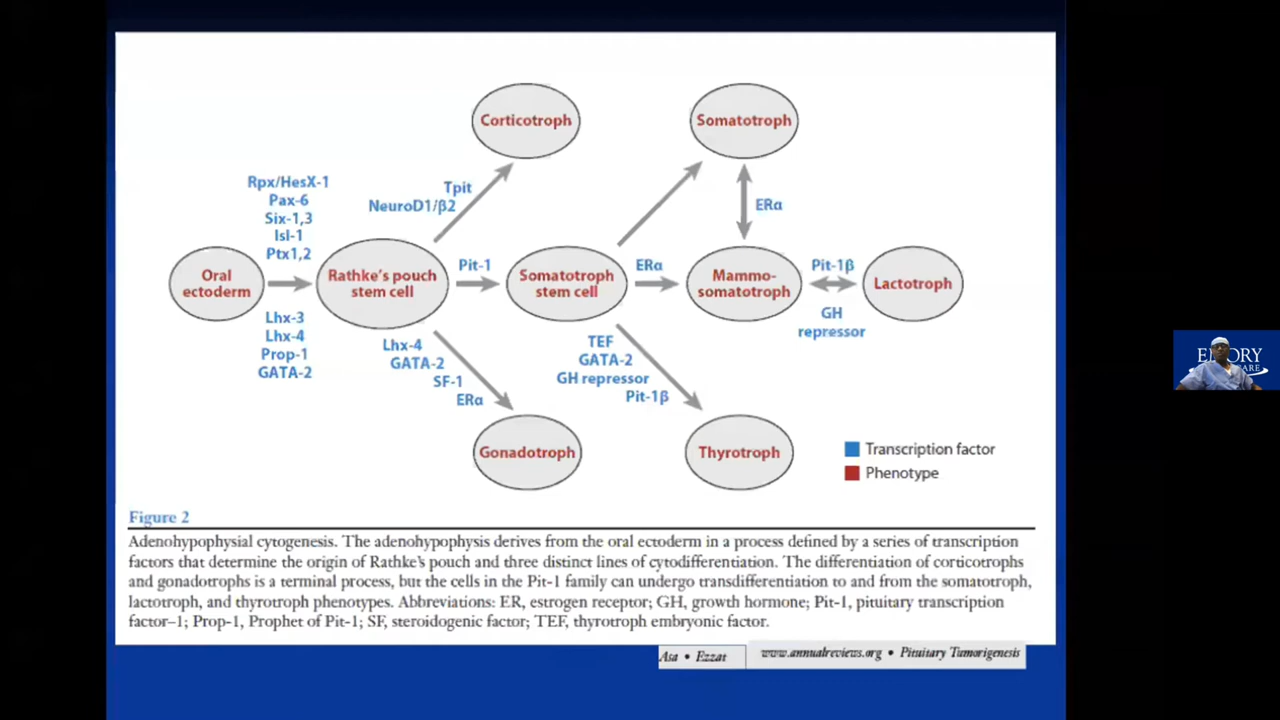 Corticotroph
Somatotroph
Rpx/HesX-1
Pax-6
Six-1,3
Isl-1
Ptx1,2
Tpit
NeuroD1/β2
ERα
Oral
ectoderm
Rathke's pouch
stem cell
Pit-1
Somatotroph
stem cell
ERα
Mammo-
somatotroph
Pit-1β
GH
repressor
Lactotroph
Lhx-3
Lhx-4
Prop-1
GATA-2
Lhx-4
GATA-2
SF-1
ERα
TEF
GATA-2
GH repressor
Pit-1β
Gonadotroph
Thyrotroph
Transcription factor
Phenotype
Figure 2
Adenohypophysial cytogenesis. The adenohypophysis derives from the oral ectoderm in a process defined by a series of transcription
factors that determine the origin of Rathke's pouch and three distinct lines of cytodifferentiation. The differentiation of corticotrophs
and gonadotrophs is a terminal process, but the cells in the Pit-1 family can undergo transdifferentiation to and from the somatotroph,
lactotroph, and thyrotroph phenotypes. Abbreviations: ER, estrogen receptor; GH, growth hormone; Pit-1, pituitary transcription
factor–1; Prop-1, Prophet of Pit-1; SF, steroidogenic factor; TEF, thyrotroph embryonic factor.
Asa • Ezzat
www.annualreviews.org • Pituitary Tumorigenesis